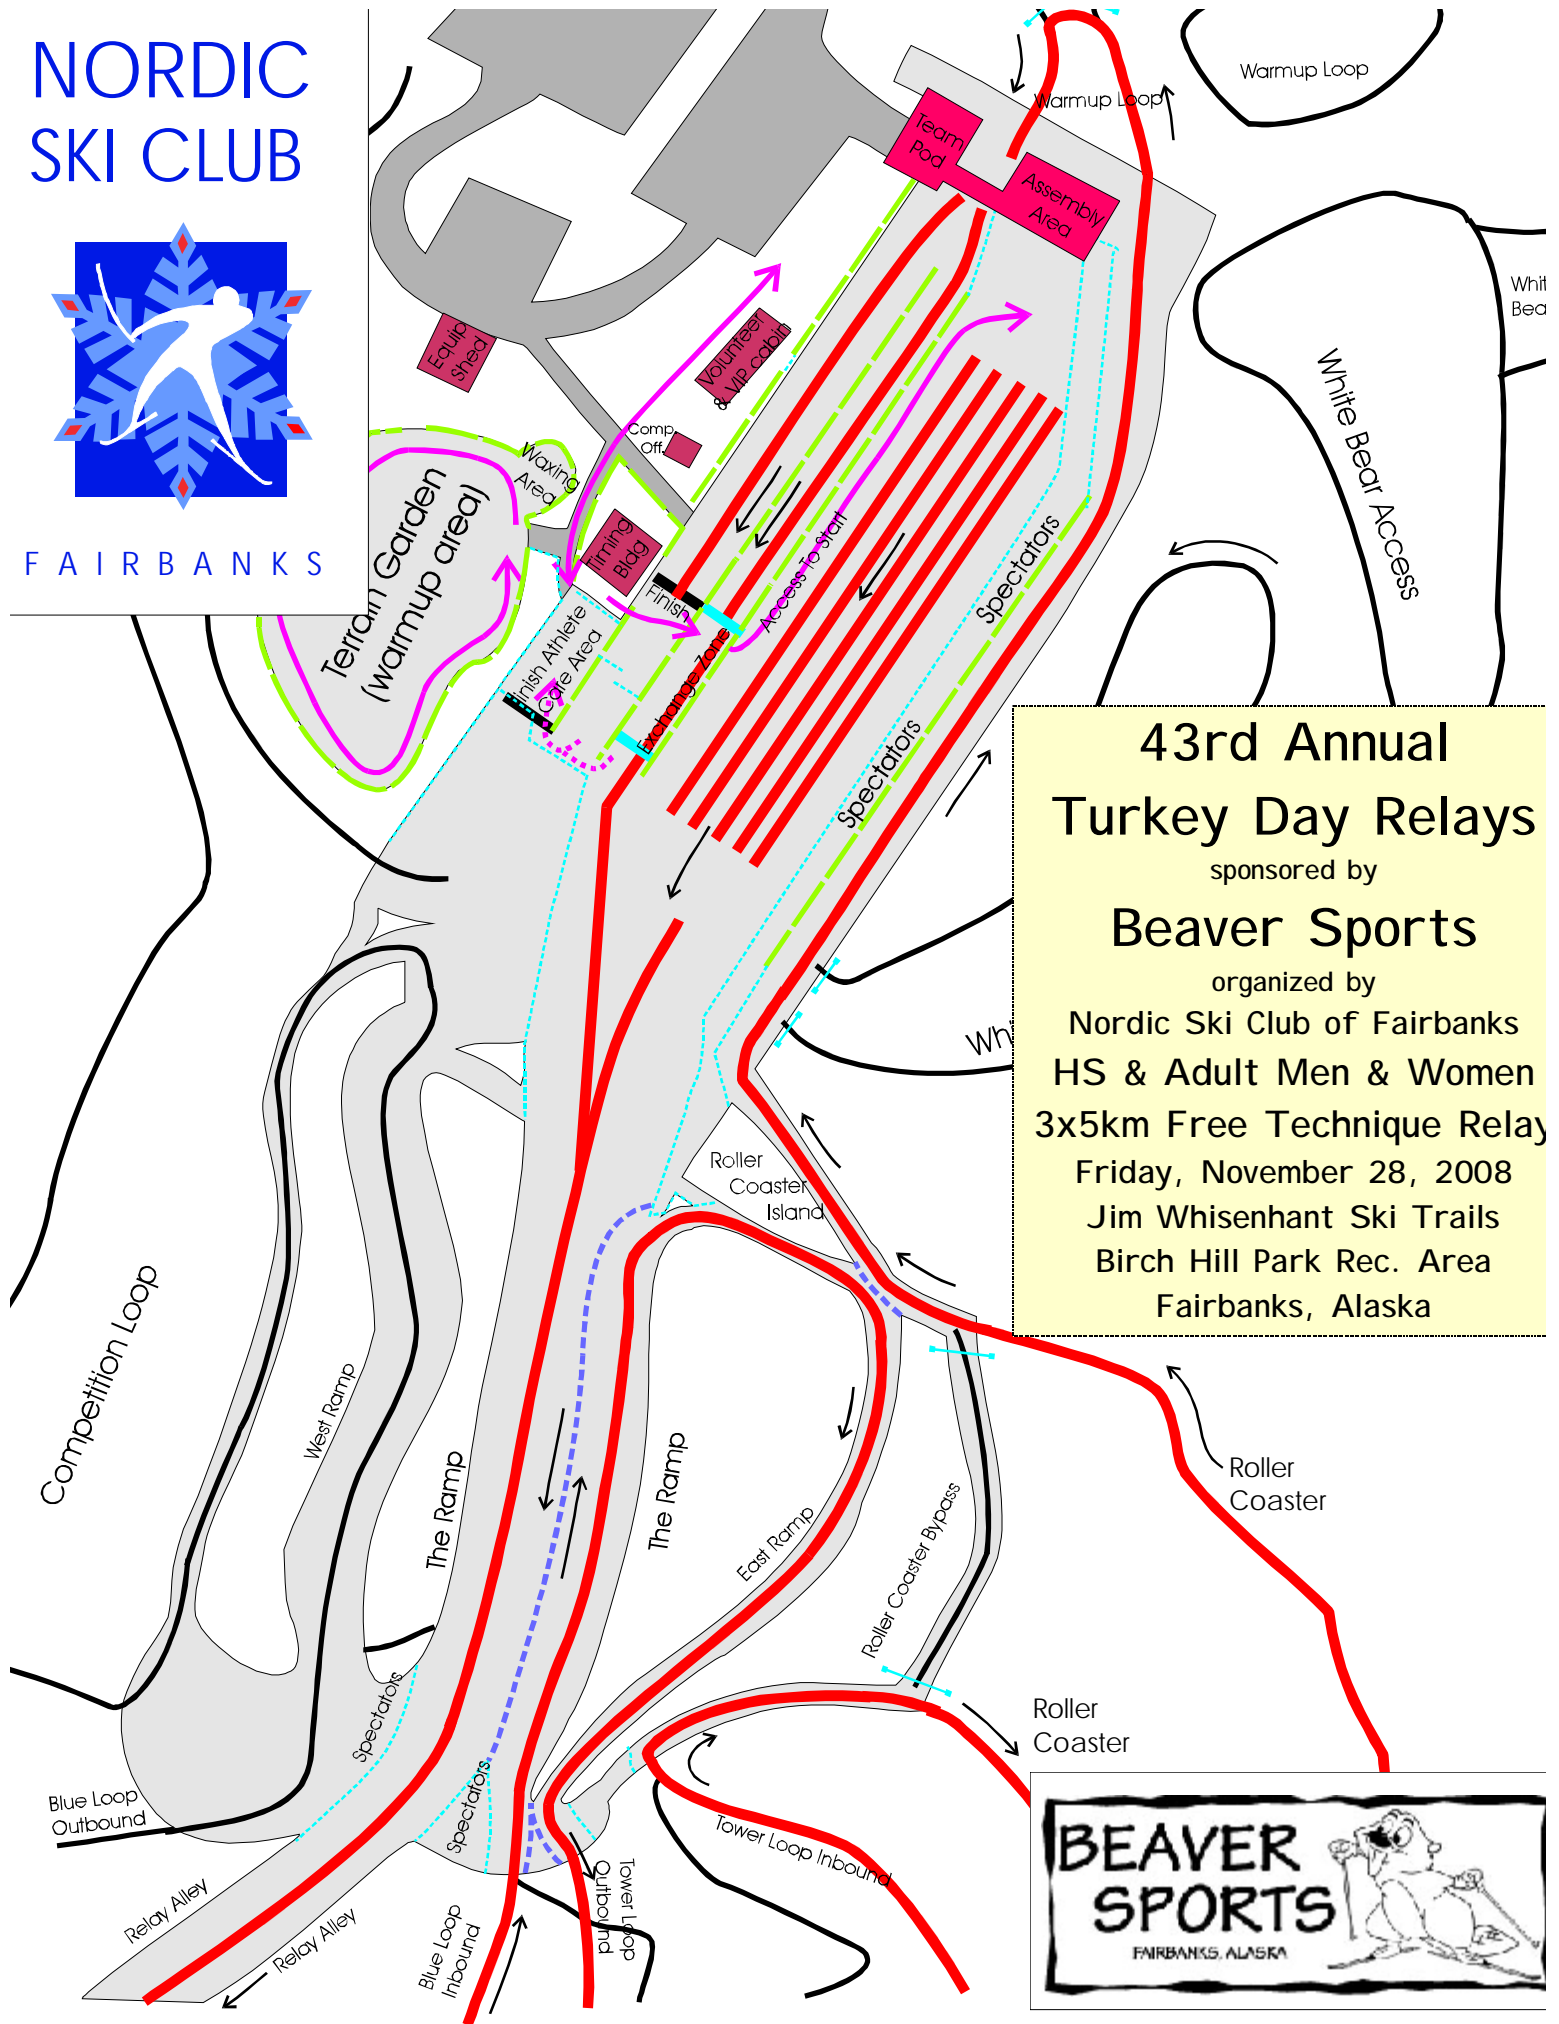 NORDIC
SKI CLUB
FAIRBANKS
Warmup Loop
Warmup Loop
Team
Pod
Assembly
Area
White Bear Access
Equip
Shed
Volunteer
& VIP cabin
Comp
Off.
Waxing
Area
Terrain Garden
(warmup area)
Timing
Bldg
Finish
Finish Athlete
Care Area
Exchange Zone
Access To Start
Spectators
Spectators
43rd Annual
Turkey Day Relays
sponsored by
Beaver Sports
organized by
Nordic Ski Club of Fairbanks
HS & Adult Men & Women
3x5km Free Technique Relay
Friday, November 28, 2008
Jim Whisenhant Ski Trails
Birch Hill Park Rec. Area
Fairbanks, Alaska
Roller
Coaster
Island
Competition Loop
West Ramp
The Ramp
The Ramp
East Ramp
Roller Coaster Bypass
Roller
Coaster
Roller
Coaster
Spectators
Spectators
Blue Loop
Outbound
Relay Alley
Relay Alley
Blue Loop
Inbound
Tower Loop
Outbound
Tower Loop Inbound
BEAVER
SPORTS
FAIRBANKS, ALASKA